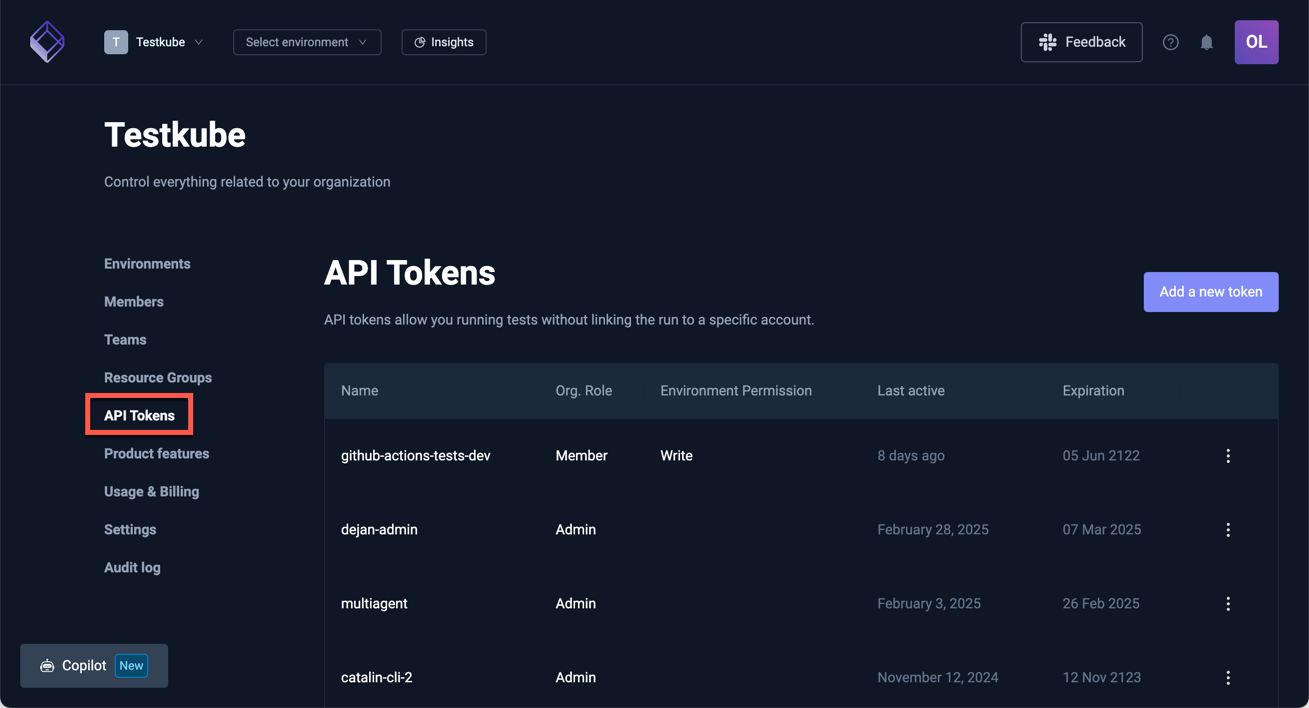 T Testkube Select environment Insights Feedback OL
Testkube
Control everything related to your organization
Environments
Members
Teams
Resource Groups
API Tokens
Product features
Usage & Billing
Settings
Audit log
Copilot New
API Tokens
Add a new token
API tokens allow you running tests without linking the run to a specific account.
Name Org. Role Environment Permission Last active Expiration
github-actions-tests-dev Member Write 8 days ago 05 Jun 2122
dejan-admin Admin February 28, 2025 07 Mar 2025
multiagent Admin February 3, 2025 26 Feb 2025
catalin-cli-2 Admin November 12, 2024 12 Nov 2123